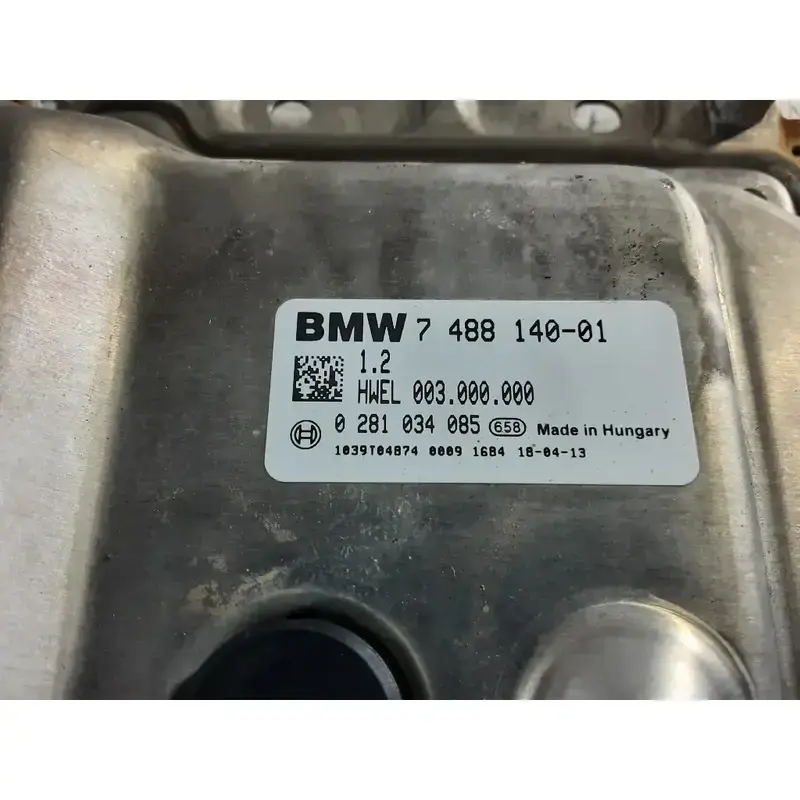 BMW 7 488 140-01
1.2
HWEL 003.000.000
0 281 034 085 658 Made in Hungary
1039T04874 0009 1684 18-04-13